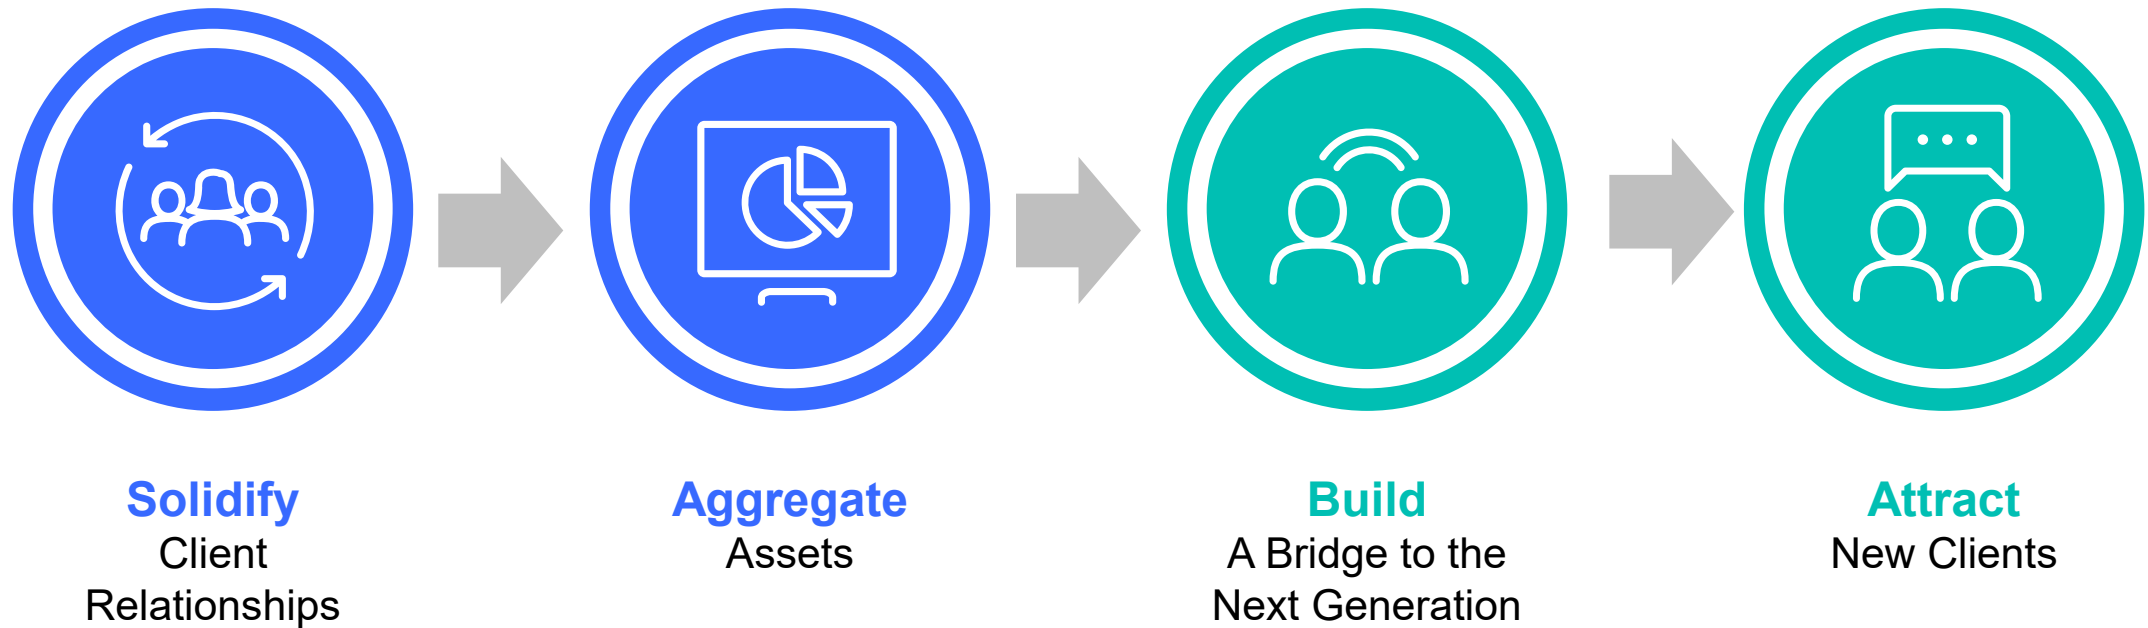 Solidify
Client
Relationships
Aggregate
Assets
Build
A Bridge to the
Next Generation
Attract
New Clients